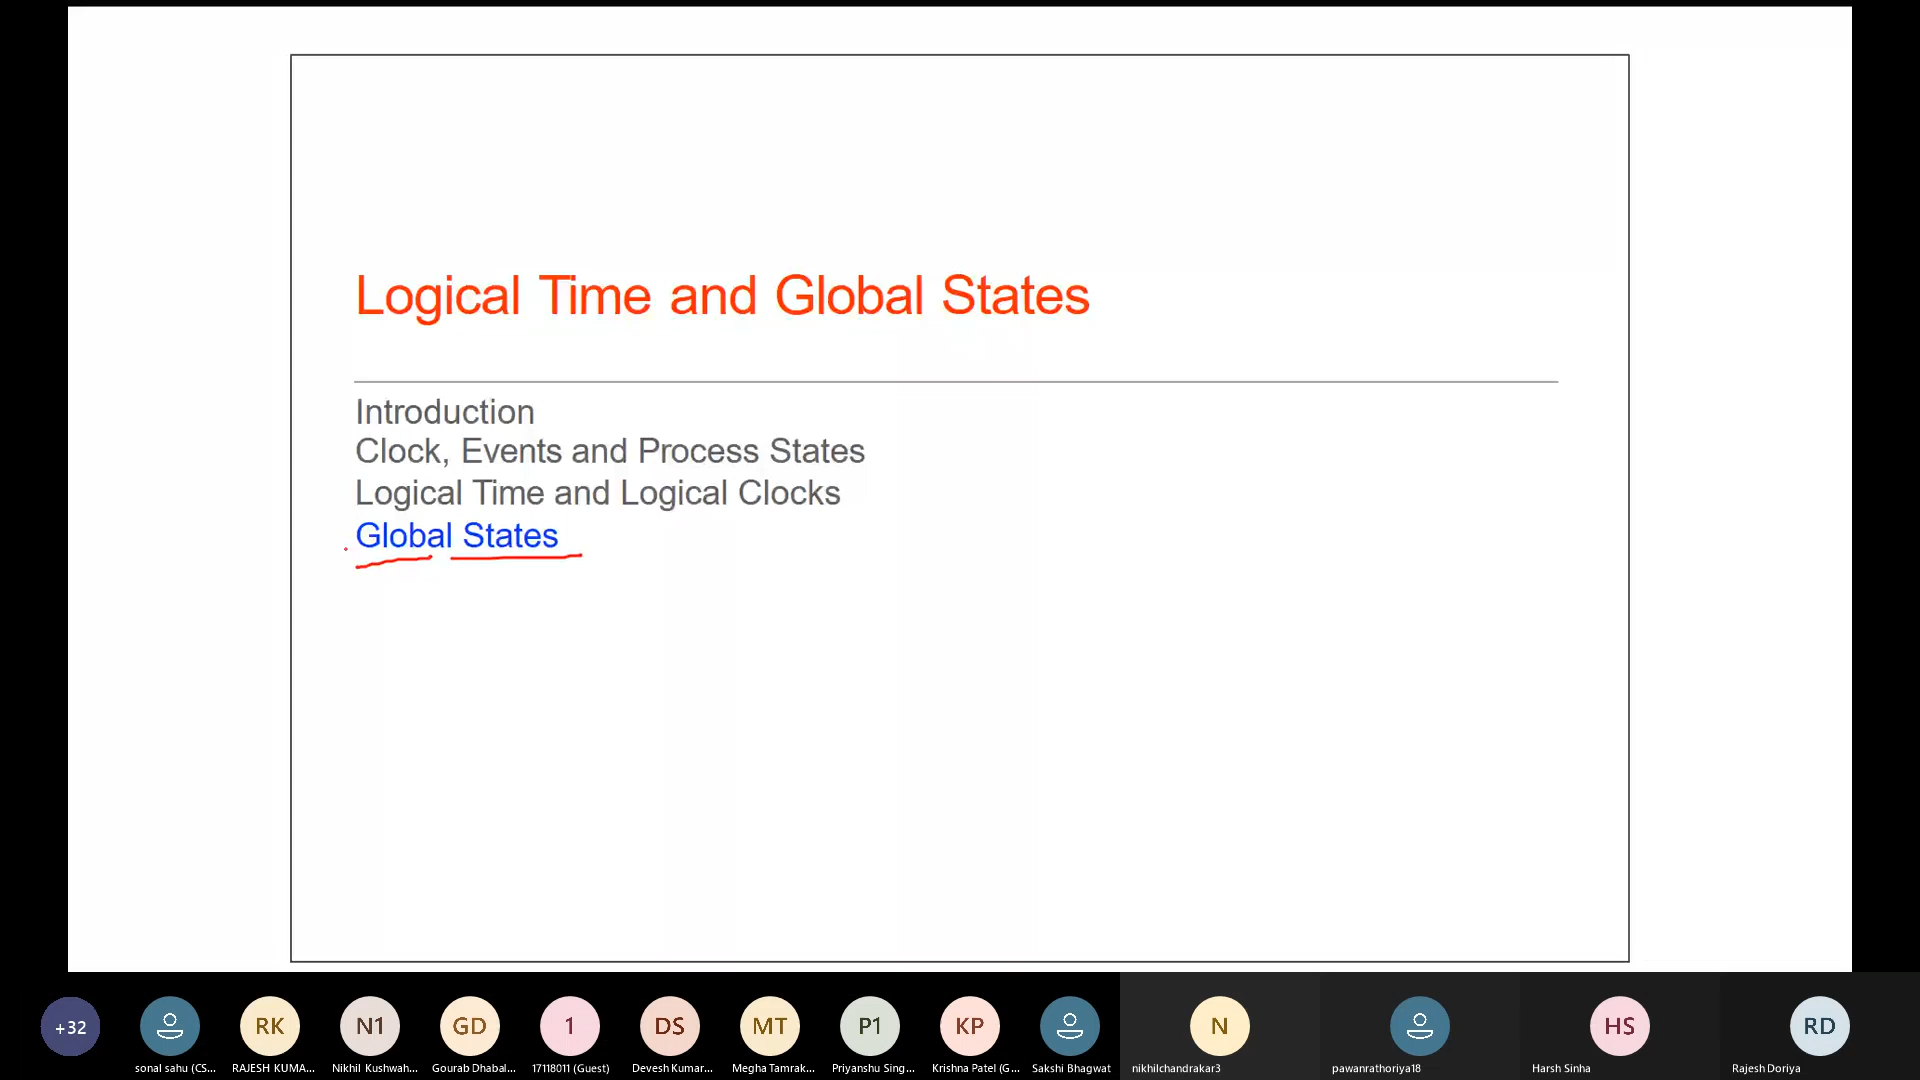 Logical Time and Global States
Introduction
Clock, Events and Process States
Logical Time and Logical Clocks
Global States
+32
RK
N1
GD
1
DS
MT
P1
KP
N
HS
RD
sonal sahu (CS...
RAJESH KUMA...
Nikhil Kushwah...
Gourab Dhabal...
17118011 (Guest)
Devesh Kumar...
Megha Tamrak...
Priyanshu Sing...
Krishna Patel (G...
Sakshi Bhagwat
nikhilchandrakar3
pawanrathoriya18
Harsh Sinha
Rajesh Doriya